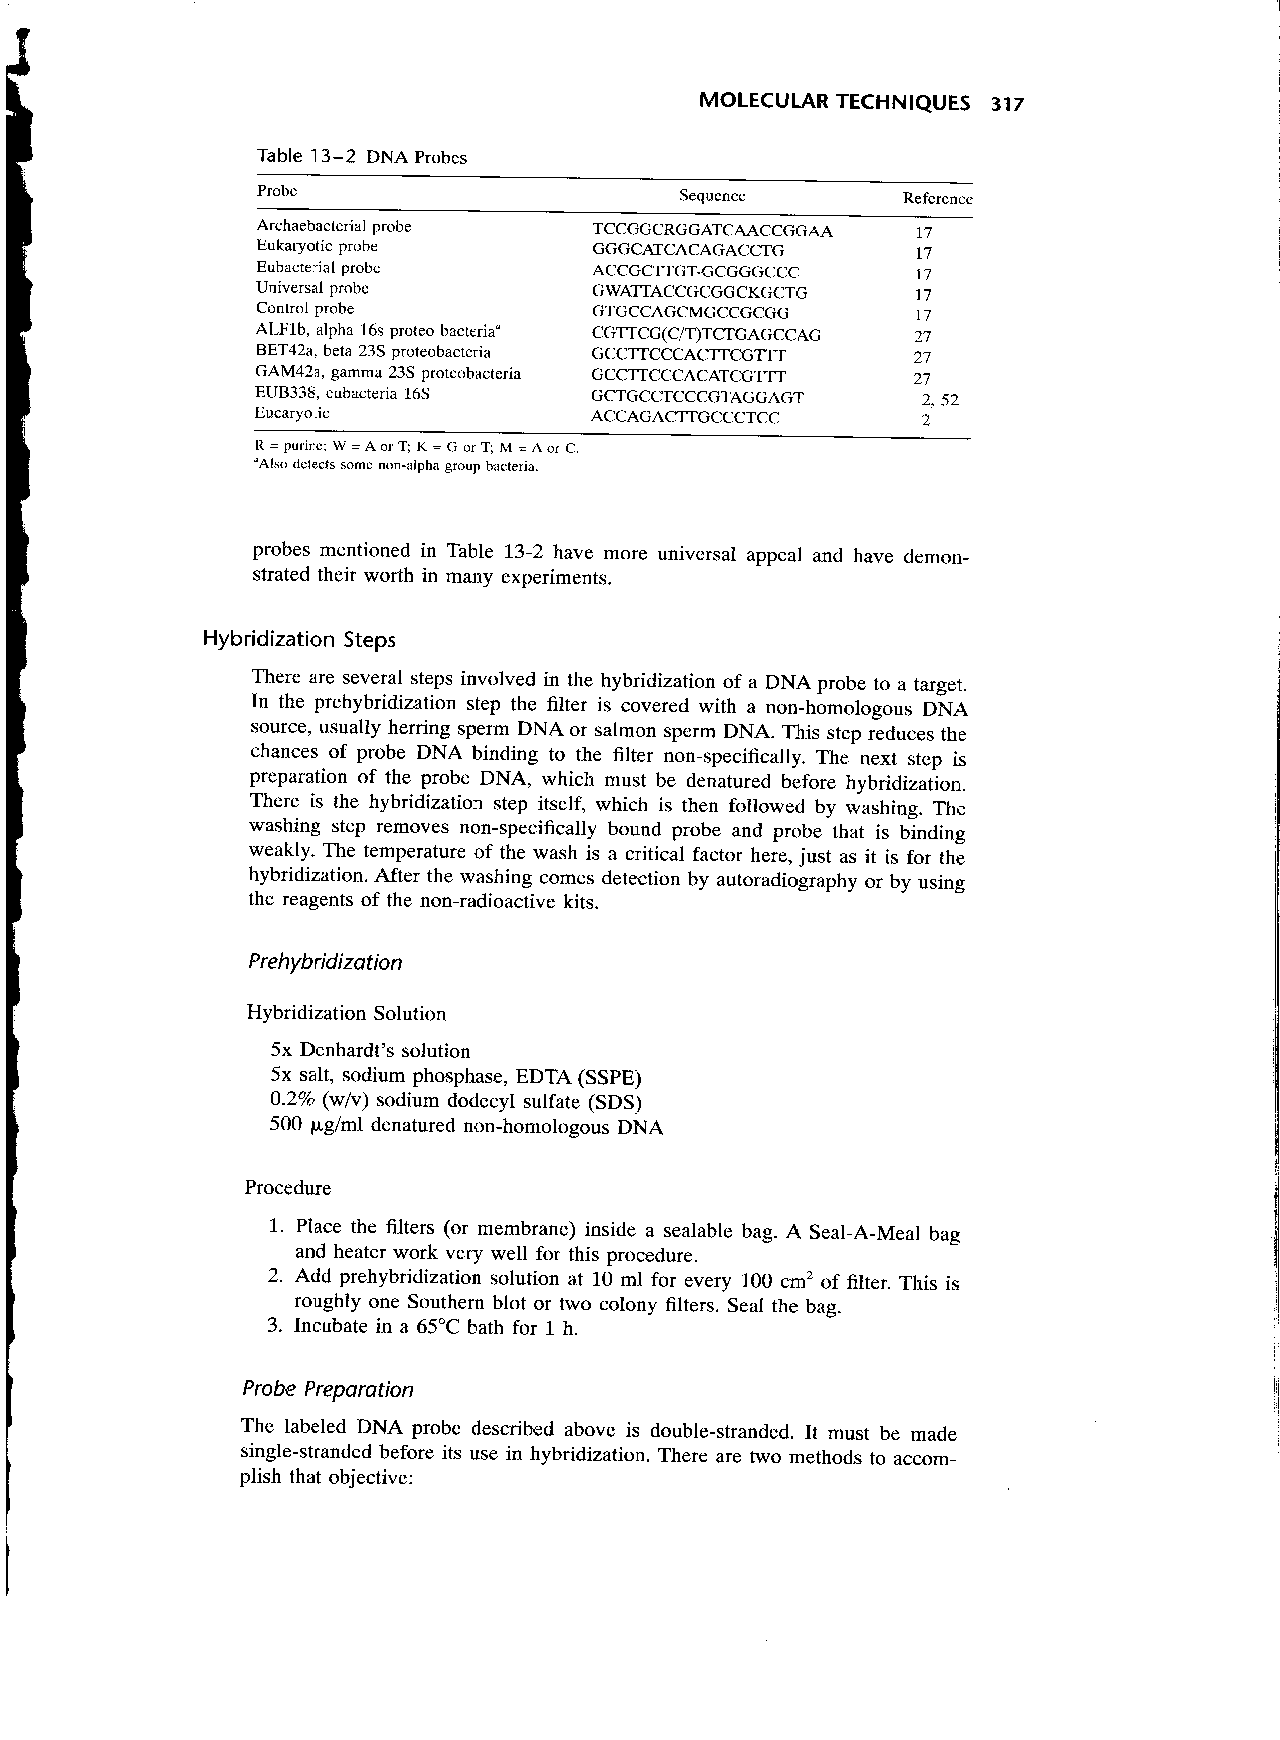 MOLECULAR TECHNIQUES 317
Table 13–2 DNA Probes
Probe Sequence Reference
Archaebacterial probe TCCGGCRGGATCAACCGGAA 17
Eukaryotic probe GGGCATCACAGACCTG 17
Eubacterial probe ACCGCTTGT-GCGGGCCC 17
Universal probe GWATTACCGCGGCKGCTG 17
Control probe GTGCCAGCMGCCGCGG 17
ALF1b, alpha 16s proteo bacteriaᵃ CGTTCG(C/T)TCTGAGCCAG 27
BET42a, beta 23S proteobacteria GCCTTCCCACTTCGTTT 27
GAM42a, gamma 23S proteobacteria GCCTTCCCACATCGTTT 27
EUB338, eubacteria 16S GCTGCCTCCCGTAGGAGT 2, 52
Eucaryotic ACCAGACTTGCCCTCC 2
R = purine; W = A or T; K = G or T; M = A or C.
ᵃAlso detects some non-alpha group bacteria.
probes mentioned in Table 13-2 have more universal appeal and have demon-
strated their worth in many experiments.
Hybridization Steps
There are several steps involved in the hybridization of a DNA probe to a target.
In the prehybridization step the filter is covered with a non-homologous DNA
source, usually herring sperm DNA or salmon sperm DNA. This step reduces the
chances of probe DNA binding to the filter non-specifically. The next step is
preparation of the probe DNA, which must be denatured before hybridization.
There is the hybridization step itself, which is then followed by washing. The
washing step removes non-specifically bound probe and probe that is binding
weakly. The temperature of the wash is a critical factor here, just as it is for the
hybridization. After the washing comes detection by autoradiography or by using
the reagents of the non-radioactive kits.
Prehybridization
Hybridization Solution
5x Denhardt's solution
5x salt, sodium phosphase, EDTA (SSPE)
0.2% (w/v) sodium dodecyl sulfate (SDS)
500 μg/ml denatured non-homologous DNA
Procedure
1. Place the filters (or membrane) inside a sealable bag. A Seal-A-Meal bag
and heater work very well for this procedure.
2. Add prehybridization solution at 10 ml for every 100 cm² of filter. This is
roughly one Southern blot or two colony filters. Seal the bag.
3. Incubate in a 65°C bath for 1 h.
Probe Preparation
The labeled DNA probe described above is double-stranded. It must be made
single-stranded before its use in hybridization. There are two methods to accom-
plish that objective: